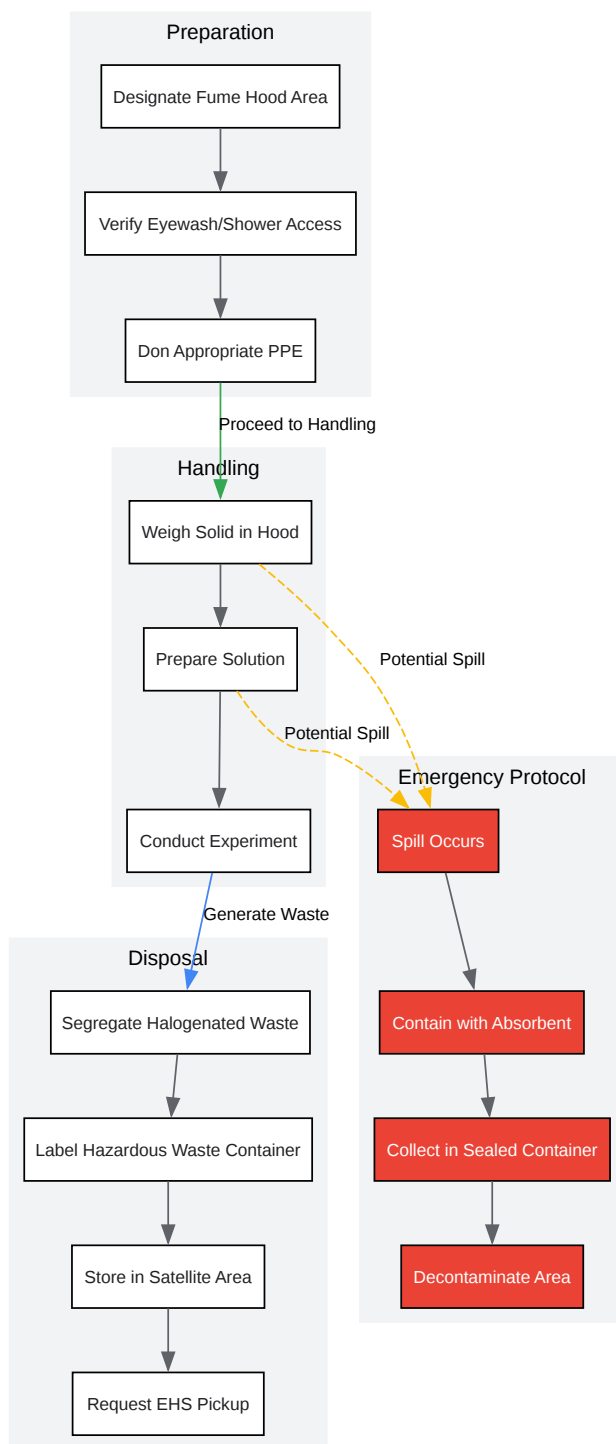 Preparation
Designate Fume Hood Area
Verify Eyewash/Shower Access
Don Appropriate PPE
Proceed to Handling
Handling
Weigh Solid in Hood
Prepare Solution
Potential Spill
Potential Spill
Conduct Experiment
Generate Waste
Emergency Protocol
Spill Occurs
Contain with Absorbent
Collect in Sealed Container
Decontaminate Area
Disposal
Segregate Halogenated Waste
Label Hazardous Waste Container
Store in Satellite Area
Request EHS Pickup